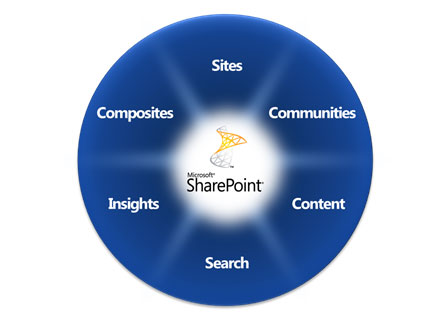 Sites
Composites
Communities
Microsoft®
SharePoint®
Insights
Content
Search